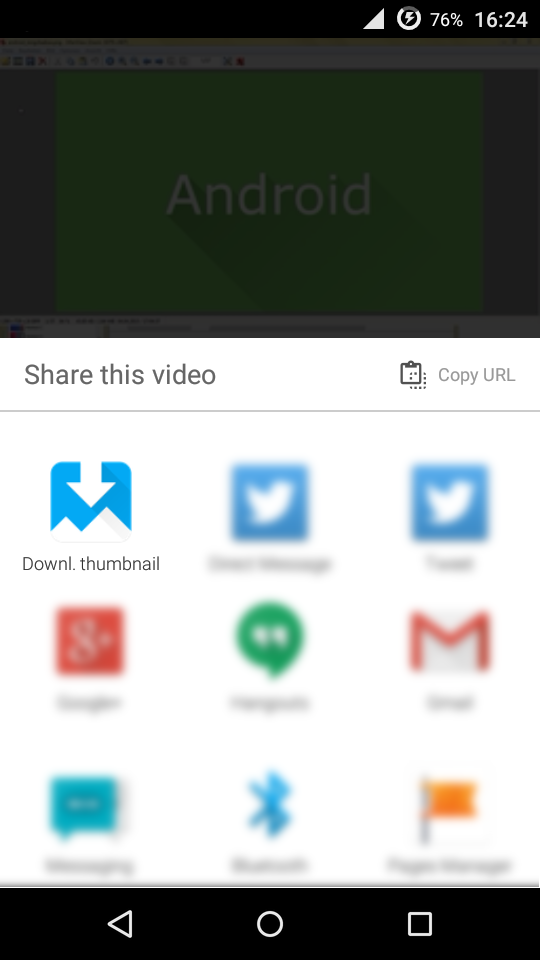 76% 16:24
Android
Share this video
Copy URL
Downl. thumbnail
Direct Message
Tweet
Google+
Hangouts
Gmail
Messaging
Bluetooth
Pages Manager